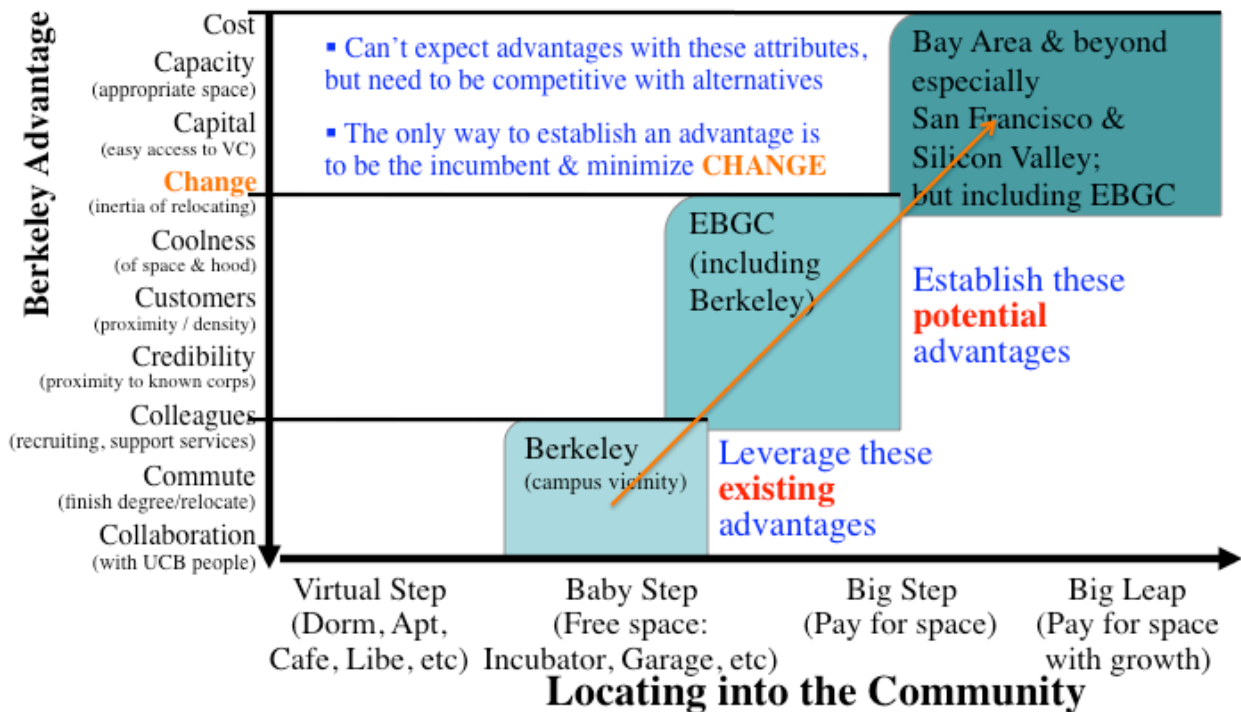 Berkeley Advantage
Cost
Capacity
(appropriate space)
Capital
(easy access to VC)
Change
(inertia of relocating)
Coolness
(of space & hood)
Customers
(proximity / density)
Credibility
(proximity to known corps)
Colleagues
(recruiting, support services)
Commute
(finish degree/relocate)
Collaboration
(with UCB people)
▪ Can't expect advantages with these attributes,
but need to be competitive with alternatives
▪ The only way to establish an advantage is
to be the incumbent & minimize CHANGE
Bay Area & beyond
especially
San Francisco &
Silicon Valley;
but including EBGC
EBGC
(including
Berkeley)
Establish these
potential
advantages
Berkeley
(campus vicinity)
Leverage these
existing
advantages
Virtual Step
(Dorm, Apt,
Cafe, Libe, etc)
Baby Step
(Free space:
Incubator, Garage, etc)
Big Step
(Pay for space)
Big Leap
(Pay for space
with growth)
Locating into the Community